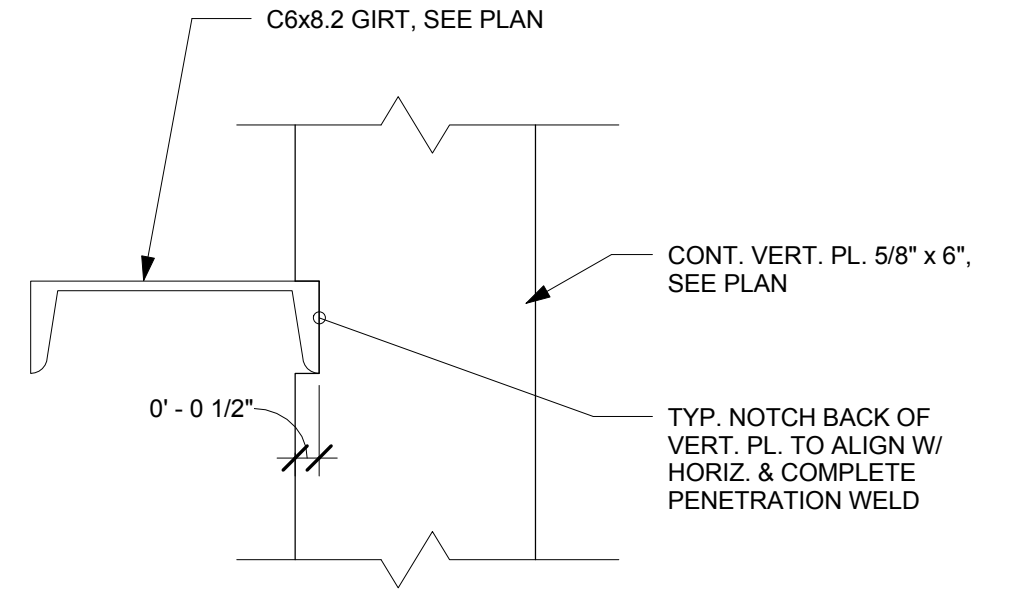 C6x8.2 GIRT, SEE PLAN
CONT. VERT. PL. 5/8" x 6",
SEE PLAN
0' - 0 1/2"
TYP. NOTCH BACK OF
VERT. PL. TO ALIGN W/
HORIZ. & COMPLETE
PENETRATION WELD